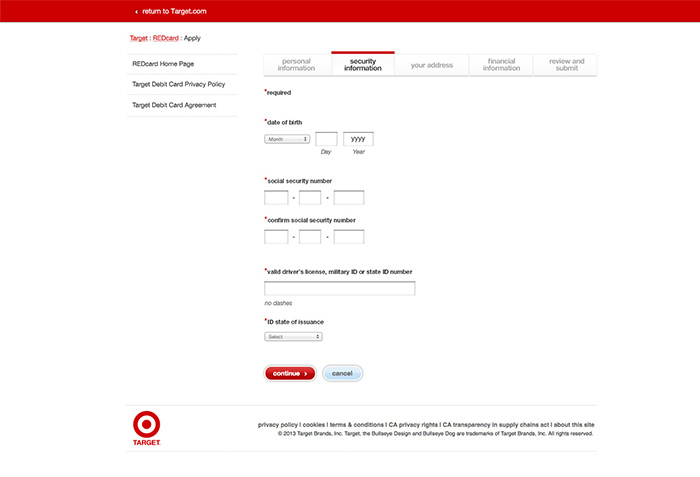 return to Target.com
Target : REDcard : Apply
REDcard Home Page
Target Debit Card Privacy Policy
Target Debit Card Agreement
personal
information
security
information
your address
financial
information
review and
submit
*required
*date of birth
Month
yyyy
Day
Year
*social security number
- -
*confirm social security number
- -
*valid driver's license, military ID or state ID number
no dashes
*ID state of issuance
Select
continue ›
cancel
TARGET.
privacy policy | cookies | terms & conditions | CA privacy rights | CA transparency in supply chains act | about this site
© 2013 Target Brands, Inc. Target, the Bullseye Design and Bullseye Dog are trademarks of Target Brands, Inc. All rights reserved.